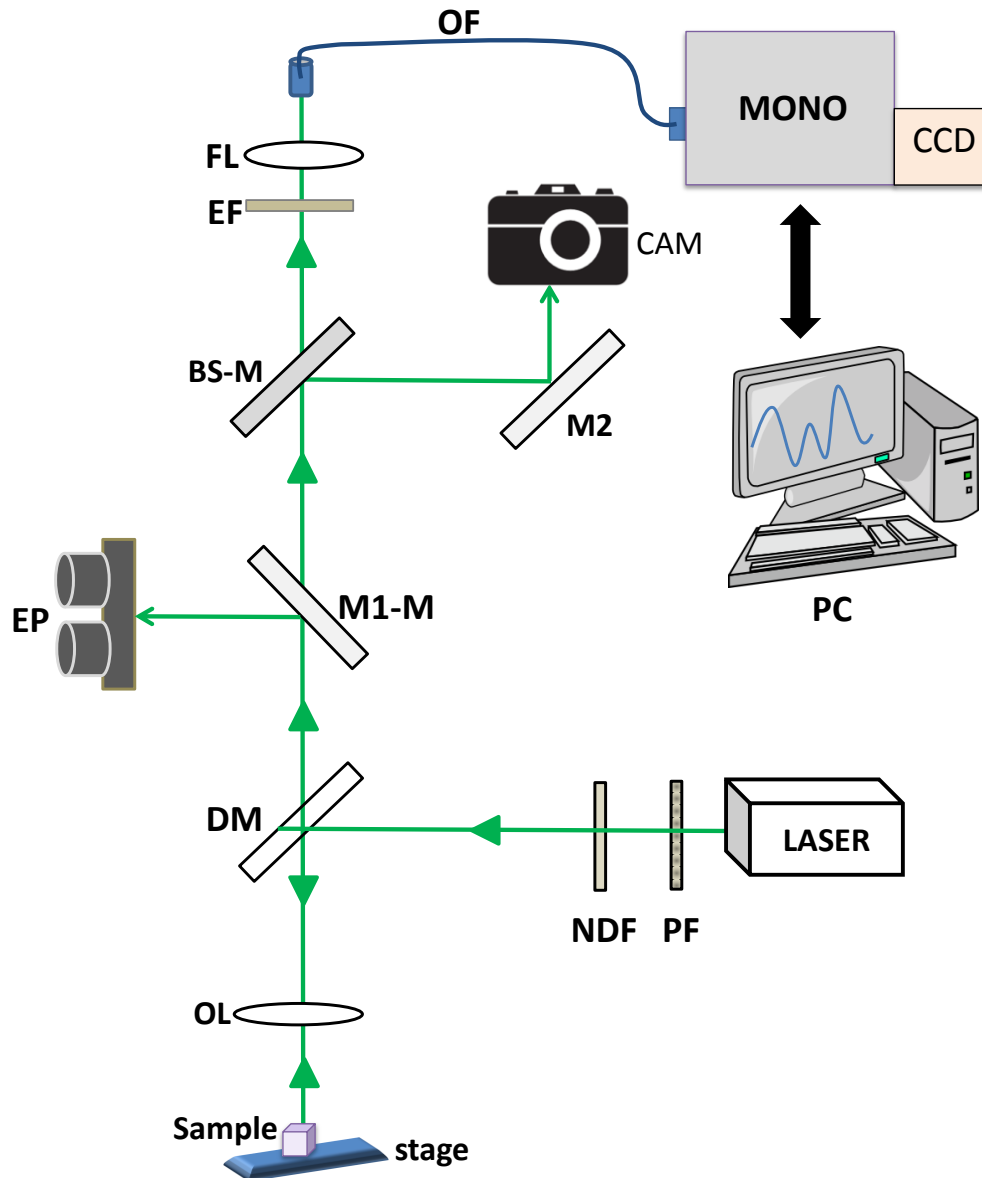 OF
MONO
CCD
FL
EF
CAM
BS-M
M2
M1-M
EP
PC
DM
LASER
NDF
PF
OL
Sample
stage